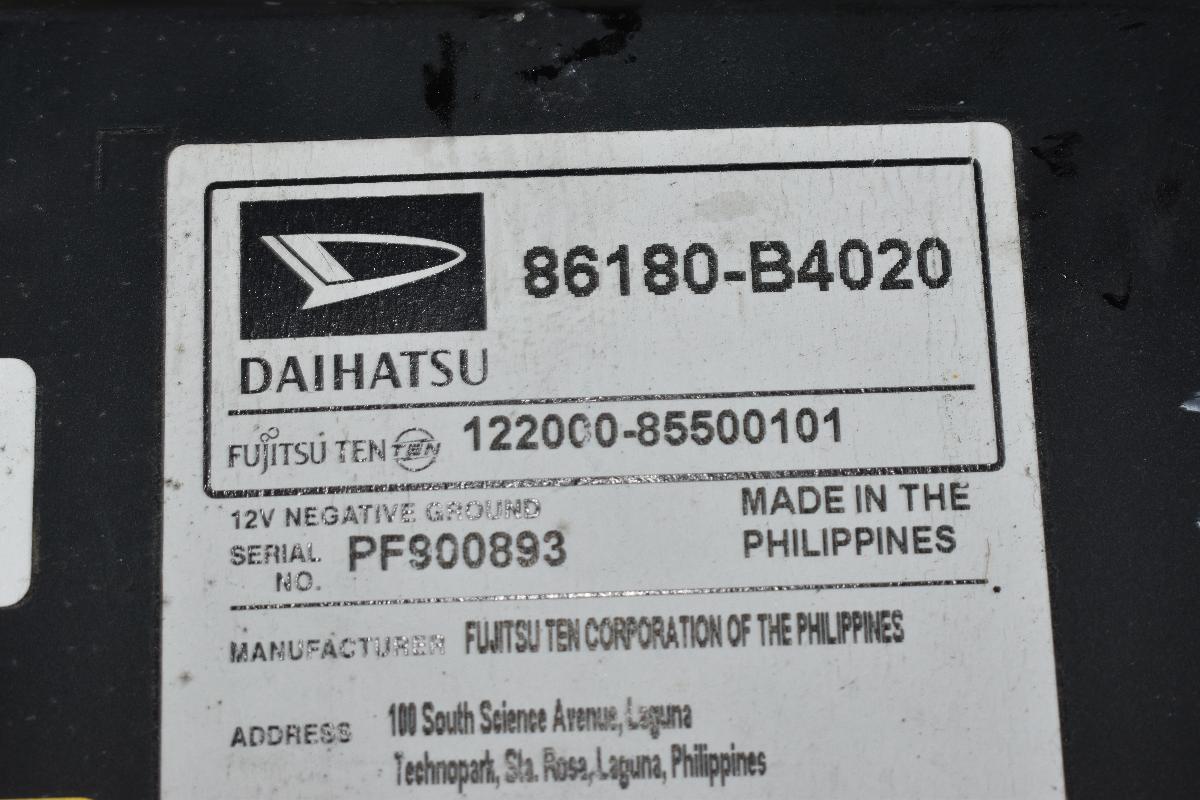 86180-B4020
DAIHATSU
FUJITSU TEN TEN 122000-85500101
12V NEGATIVE GROUND
MADE IN THE
PHILIPPINES
SERIAL NO. PF900893
MANUFACTURER FUJITSU TEN CORPORATION OF THE PHILIPPINES
ADDRESS 100 South Science Avenue, Laguna
Technopark, Sta. Rosa, Laguna, Philippines